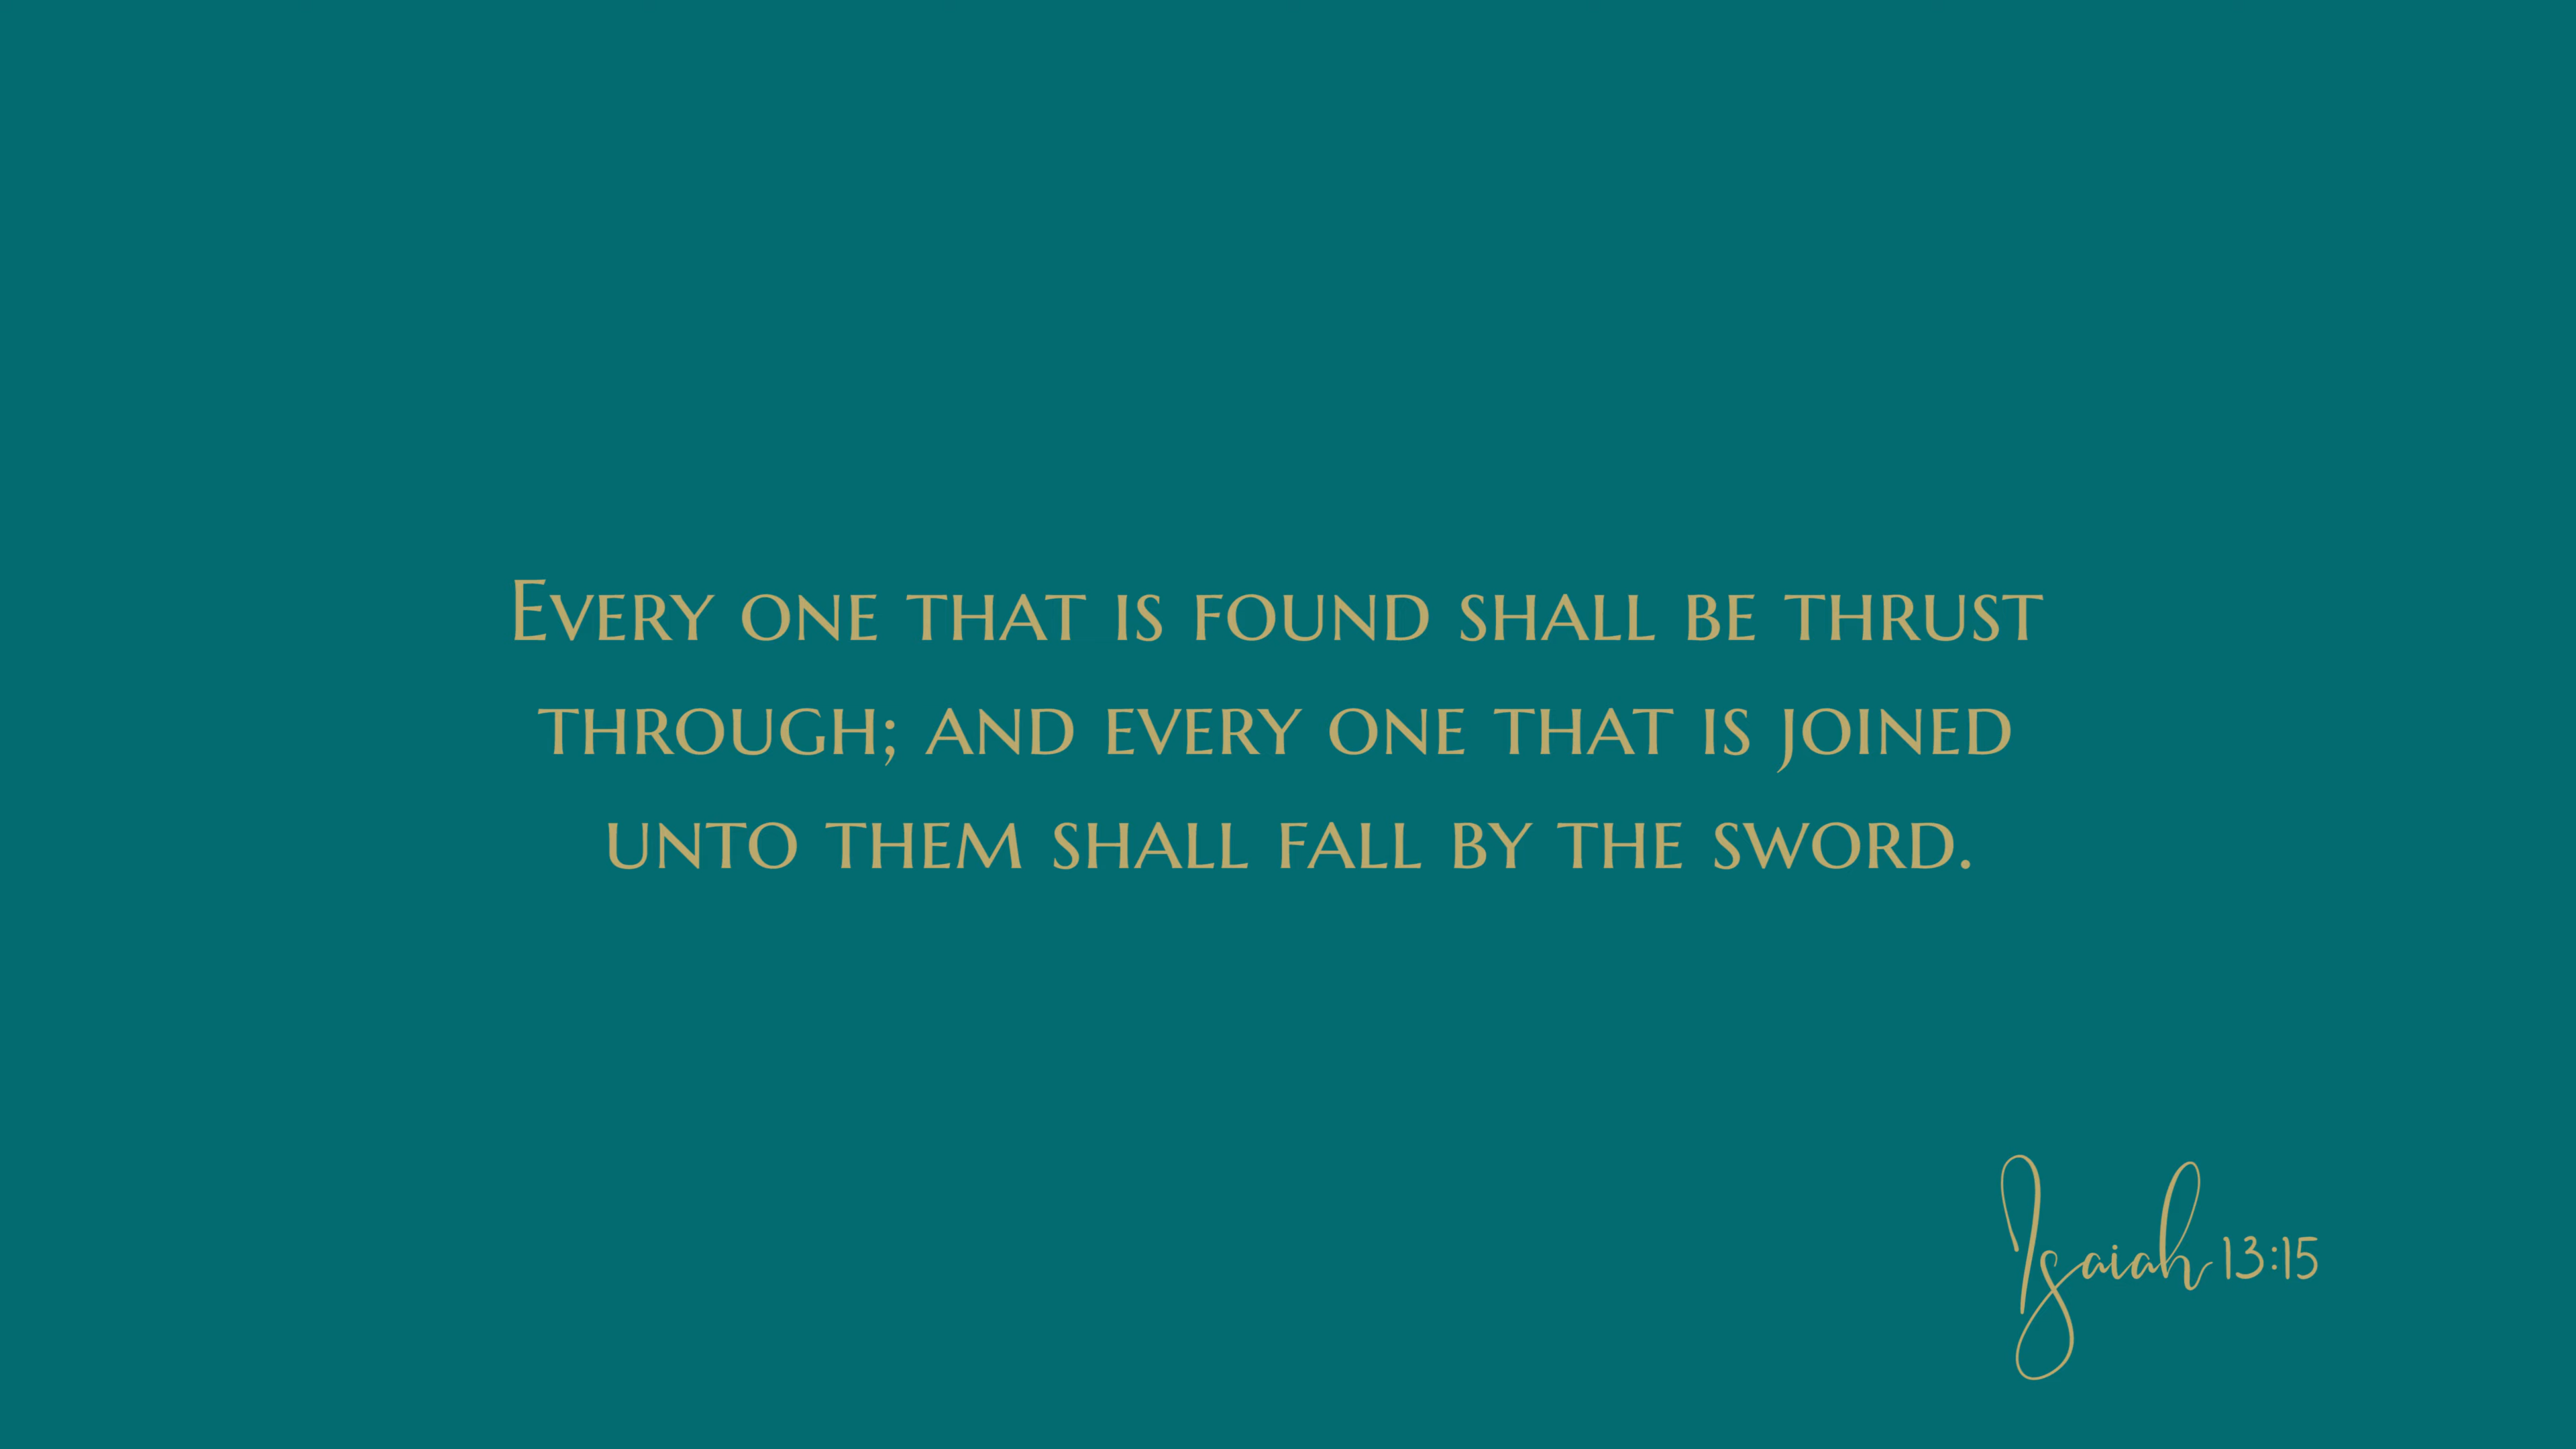 Every one that is found shall be thrust
through; and every one that is joined
unto them shall fall by the sword.
Isaiah 13:15